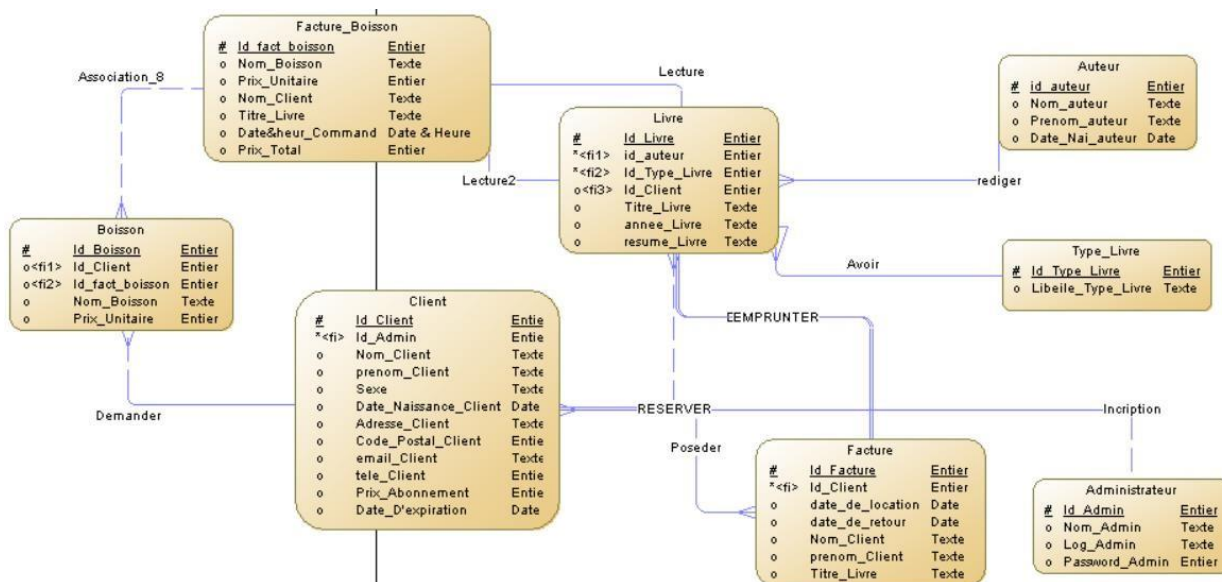 Facture_Boisson
# Id_fact_boisson Entier
o Nom_Boisson Texte
o Prix_Unitaire Entier
o Nom_Client Texte
o Titre_Livre Texte
o Date&heur_Command Date & Heure
o Prix_Total Entier
Association_8
Lecture
Lecture2
Livre
# Id_Livre Entier
*<fi1> id_auteur Entier
*<fi2> Id_Type_Livre Entier
o<fi3> Id_Client Entier
o Titre_Livre Texte
o annee_Livre Texte
o resume_Livre Texte
Auteur
# id_auteur Entier
o Nom_auteur Texte
o Prenom_auteur Texte
o Date_Nai_auteur Date
rediger
Avoir
Type_Livre
# Id_Type_Livre Entier
o Libeile_Type_Livre Texte
Boisson
# Id_Boisson Entier
o<fi1> Id_Client Entier
o<fi2> Id_fact_boisson Entier
o Nom_Boisson Texte
o Prix_Unitaire Entier
Demander
Client
# Id_Client Entie
*<fi> Id_Admin Entie
o Nom_Client Texte
o prenom_Client Texte
o Sexe Texte
o Date_Naissance_Client Date
o Adresse_Client Texte
o Code_Postal_Client Entie
o email_Client Texte
o tele_Client Entie
o Prix_Abonnement Entie
o Date_D'expiration Date
EEMPRUNTER
RESERVER
Incription
Poseder
Facture
# Id_Facture Entier
*<fi> Id_Client Entier
o date_de_location Date
o date_de_retour Date
o Nom_Client Texte
o prenom_Client Texte
o Titre_Livre Texte
Administrateur
# Id_Admin Entier
o Nom_Admin Texte
o Log_Admin Texte
o Password_Admin Entier